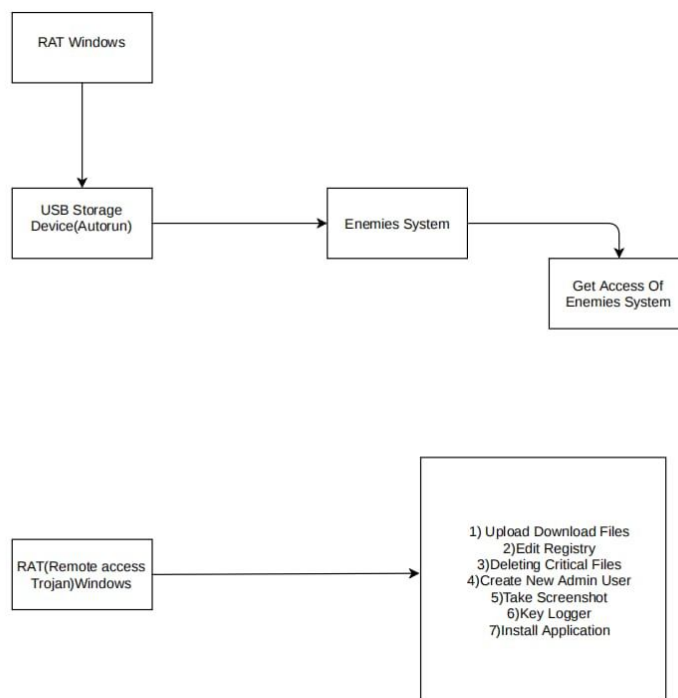 RAT Windows
USB Storage
Device(Autorun)
Enemies System
Get Access Of
Enemies System
RAT(Remote access
Trojan)Windows
1) Upload Download Files
2)Edit Registry
3)Deleting Critical Files
4)Create New Admin User
5)Take Screenshot
6)Key Logger
7)Install Application